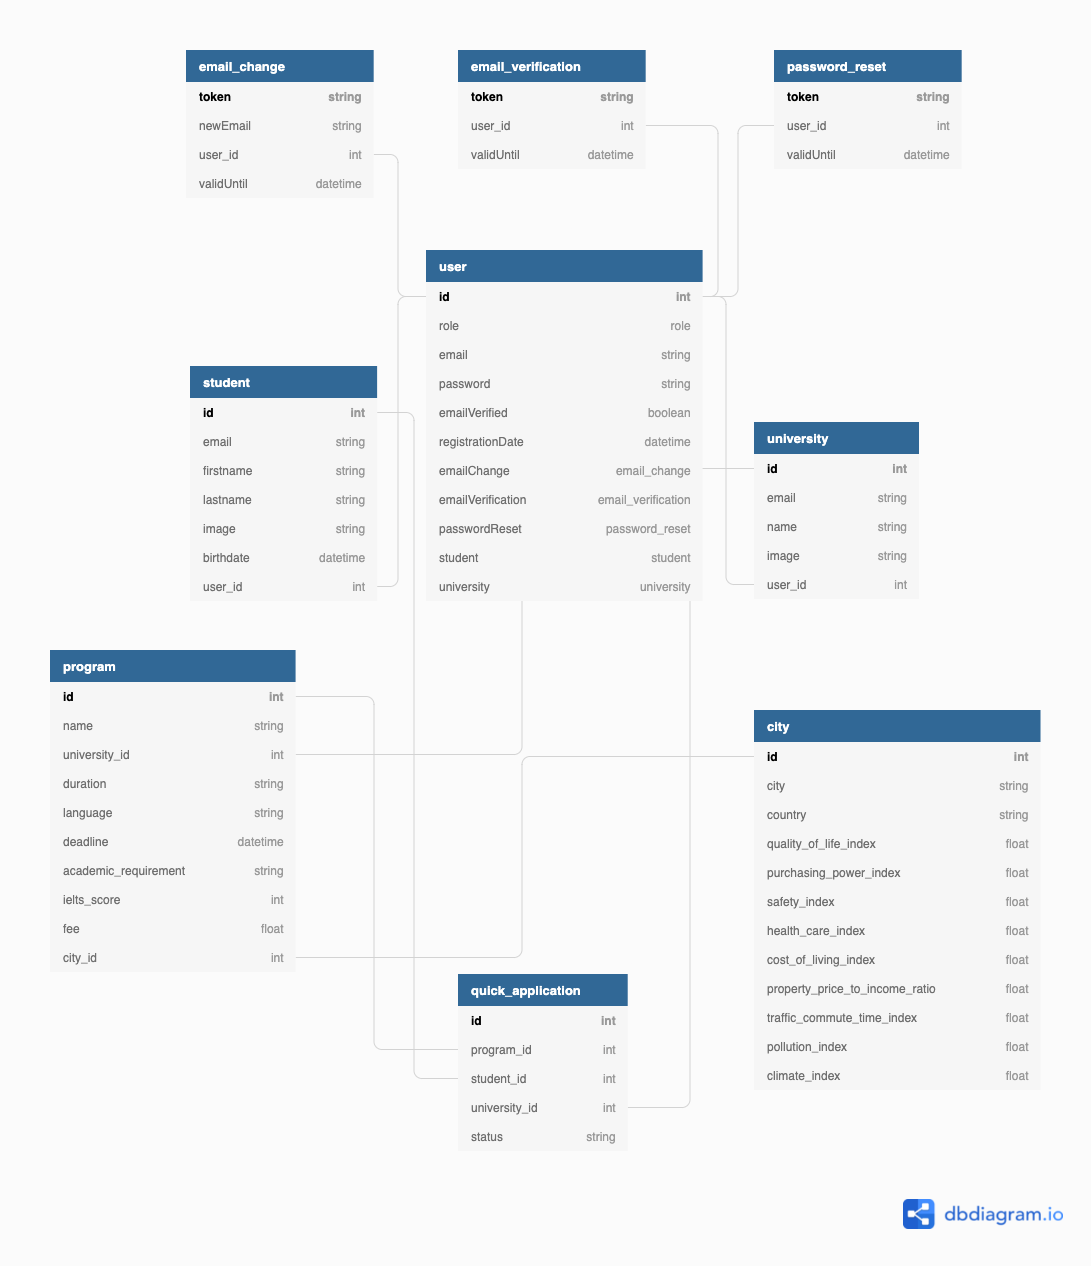 email_change
token string
newEmail string
user_id int
validUntil datetime
email_verification
token string
user_id int
validUntil datetime
password_reset
token string
user_id int
validUntil datetime
user
id int
role role
email string
password string
emailVerified boolean
registrationDate datetime
emailChange email_change
emailVerification email_verification
passwordReset password_reset
student student
university university
student
id int
email string
firstname string
lastname string
image string
birthdate datetime
user_id int
university
id int
email string
name string
image string
user_id int
program
id int
name string
university_id int
duration string
language string
deadline datetime
academic_requirement string
ielts_score int
fee float
city_id int
city
id int
city string
country string
quality_of_life_index float
purchasing_power_index float
safety_index float
health_care_index float
cost_of_living_index float
property_price_to_income_ratio float
traffic_commute_time_index float
pollution_index float
climate_index float
quick_application
id int
program_id int
student_id int
university_id int
status string
dbdiagram.io